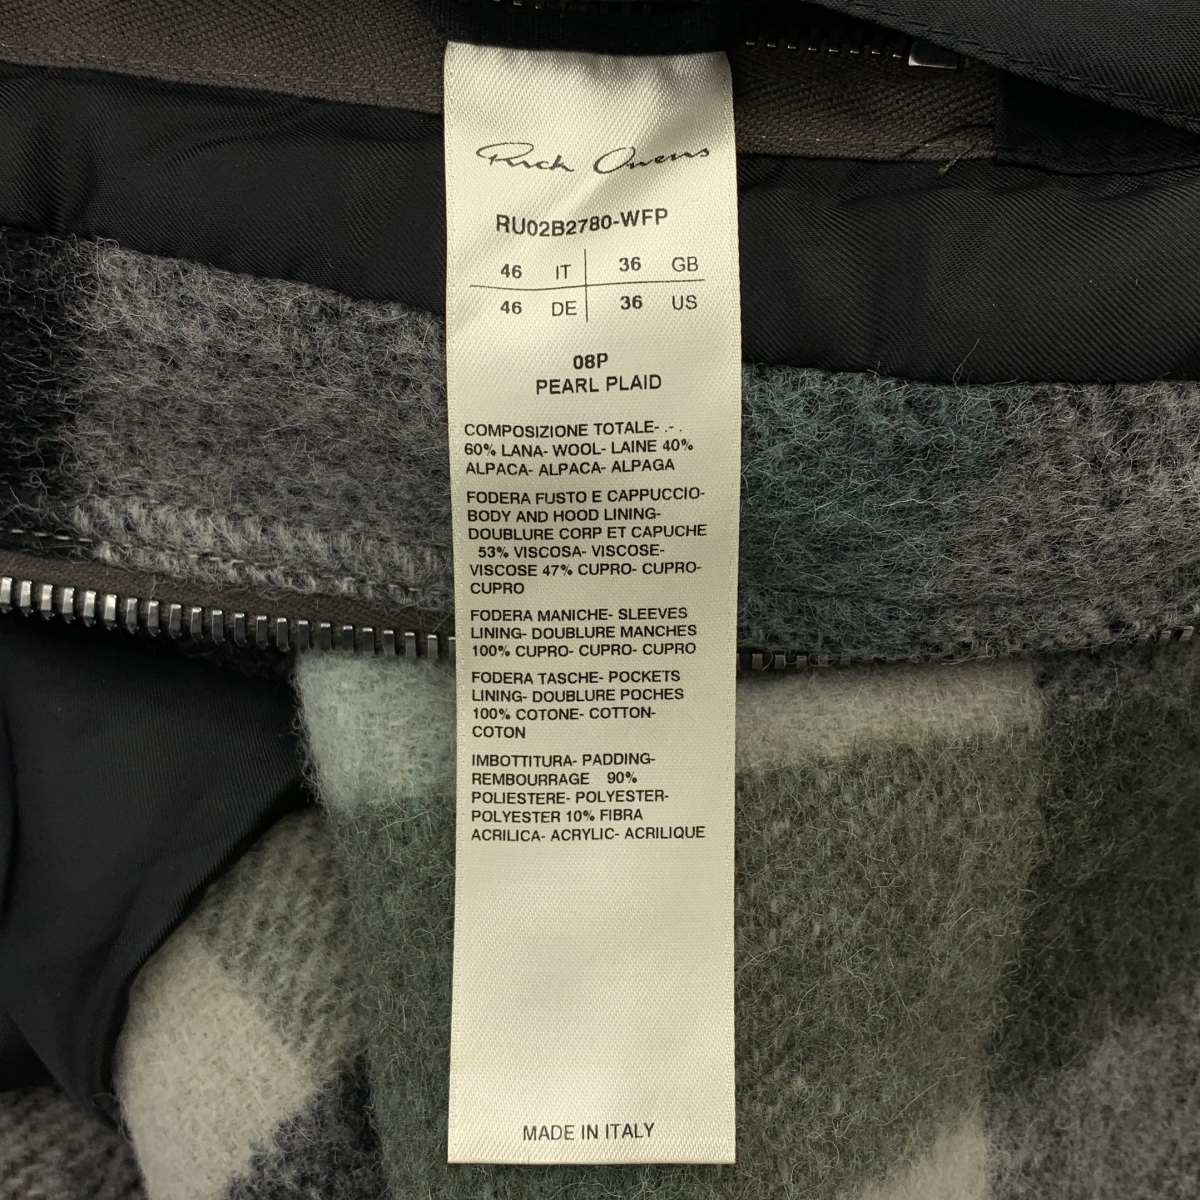 Rick Owens
RU02B2780-WFP
46 IT 36 GB
46 DE 36 US
08P
PEARL PLAID
COMPOSIZIONE TOTALE- .- .
60% LANA- WOOL- LAINE 40%
ALPACA- ALPACA- ALPAGA
FODERA FUSTO E CAPPUCCIO-
BODY AND HOOD LINING-
DOUBLURE CORP ET CAPUCHE
53% VISCOSA- VISCOSE-
VISCOSE 47% CUPRO- CUPRO-
CUPRO
FODERA MANICHE- SLEEVES
LINING- DOUBLURE MANCHES
100% CUPRO- CUPRO- CUPRO
FODERA TASCHE- POCKETS
LINING- DOUBLURE POCHES
100% COTONE- COTTON-
COTON
IMBOTTITURA- PADDING-
REMBOURRAGE 90%
POLIESTERE- POLYESTER-
POLYESTER 10% FIBRA
ACRILICA- ACRYLIC- ACRILIQUE
MADE IN ITALY